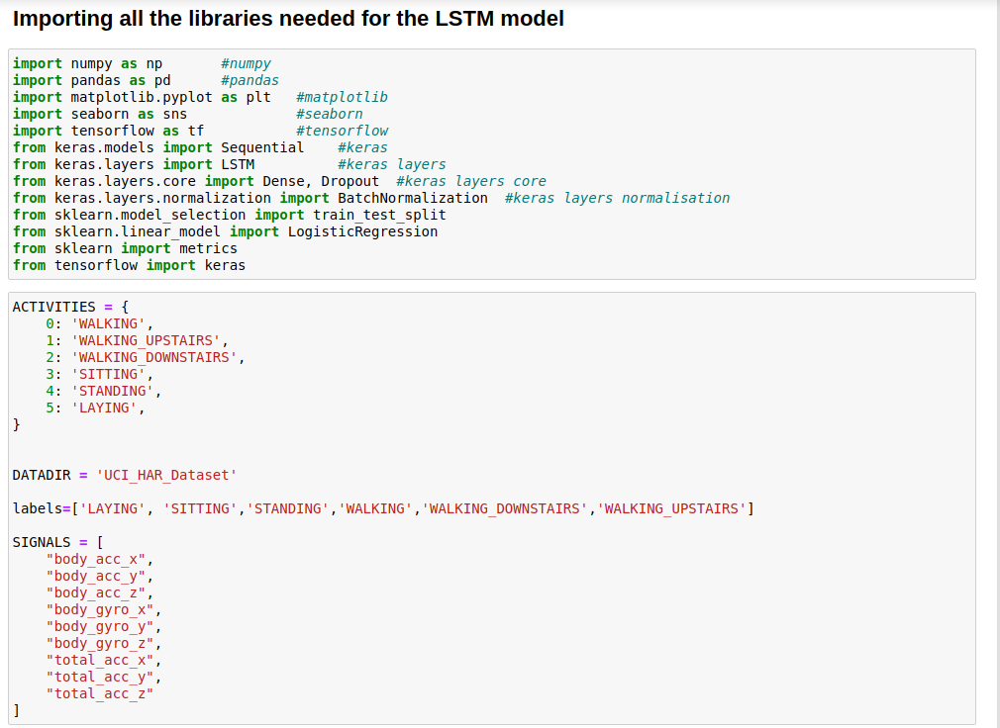 Importing all the libraries needed for the LSTM model
import numpy as np       #numpy
import pandas as pd      #pandas
import matplotlib.pyplot as plt   #matplotlib
import seaborn as sns             #seaborn
import tensorflow as tf           #tensorflow
from keras.models import Sequential    #keras
from keras.layers import LSTM          #keras layers
from keras.layers.core import Dense, Dropout  #keras layers core
from keras.layers.normalization import BatchNormalization  #keras layers normalisation
from sklearn.model_selection import train_test_split
from sklearn.linear_model import LogisticRegression
from sklearn import metrics
from tensorflow import keras
ACTIVITIES = {
    0: 'WALKING',
    1: 'WALKING_UPSTAIRS',
    2: 'WALKING_DOWNSTAIRS',
    3: 'SITTING',
    4: 'STANDING',
    5: 'LAYING',
}
DATADIR = 'UCI_HAR_Dataset'
labels=['LAYING', 'SITTING','STANDING','WALKING','WALKING_DOWNSTAIRS','WALKING_UPSTAIRS']
SIGNALS = [
    "body_acc_x",
    "body_acc_y",
    "body_acc_z",
    "body_gyro_x",
    "body_gyro_y",
    "body_gyro_z",
    "total_acc_x",
    "total_acc_y",
    "total_acc_z"
]